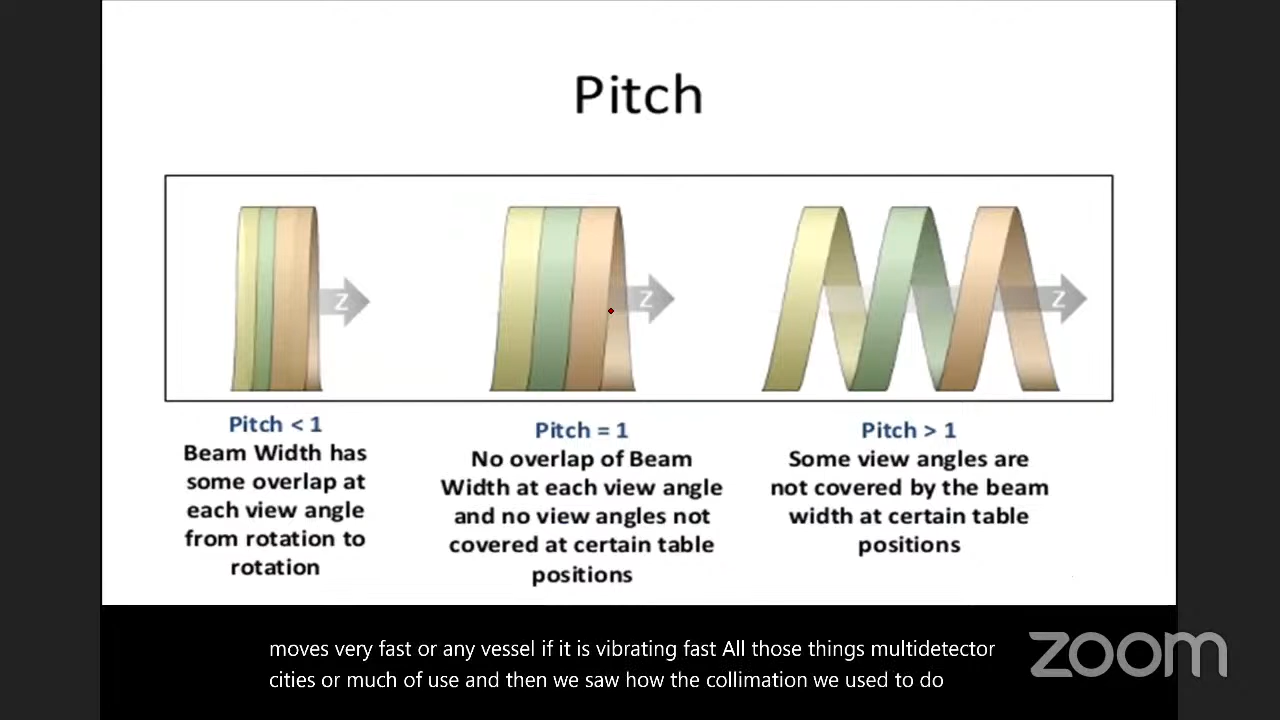 Pitch
Z
Z
Z
Pitch < 1
Beam Width has
some overlap at
each view angle
from rotation to
rotation
Pitch = 1
No overlap of Beam
Width at each view angle
and no view angles not
covered at certain table
positions
Pitch > 1
Some view angles are
not covered by the beam
width at certain table
positions
moves very fast or any vessel if it is vibrating fast All those things multidetector
cities or much of use and then we saw how the collimation we used to do
zoom